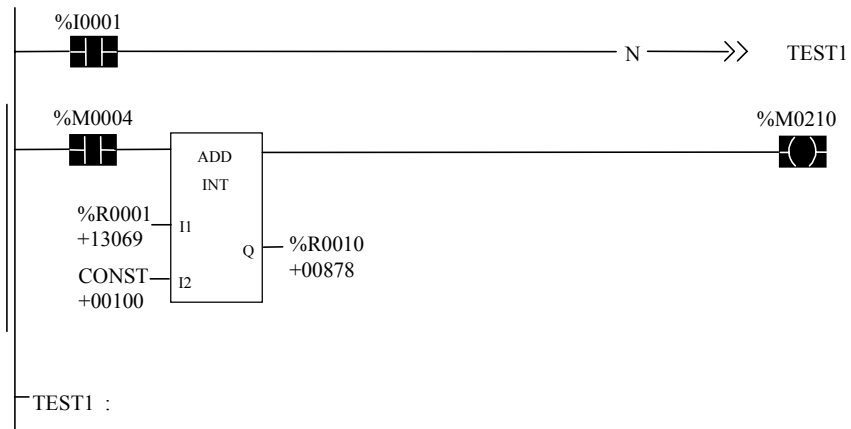 %I0001
N TEST1
%M0004
%M0210
ADD
INT
%R0001
+13069
I1
Q
%R0010
+00878
CONST
+00100
I2
TEST1 :